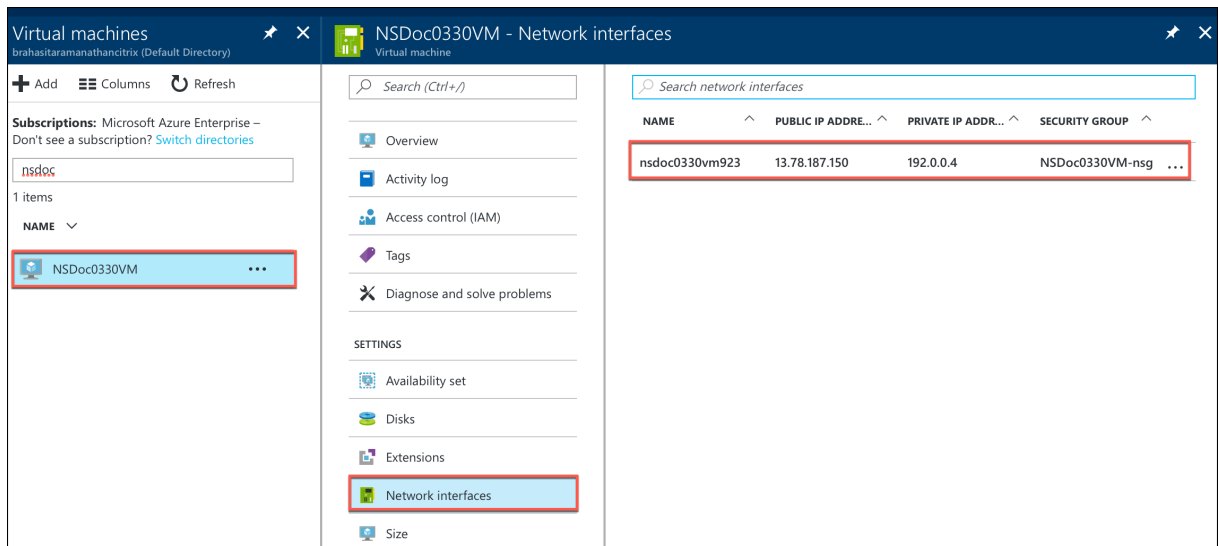 Virtual machines
brahasitaramanathancitrix (Default Directory)
Add
Columns
Refresh
Subscriptions: Microsoft Azure Enterprise –
Don't see a subscription? Switch directories
nsdoc
1 items
NAME
NSDoc0330VM
NSDoc0330VM - Network interfaces
Virtual machine
Search (Ctrl+/)
Overview
Activity log
Access control (IAM)
Tags
Diagnose and solve problems
SETTINGS
Availability set
Disks
Extensions
Network interfaces
Size
Search network interfaces
NAME PUBLIC IP ADDRE... PRIVATE IP ADDR... SECURITY GROUP
nsdoc0330vm923 13.78.187.150 192.0.0.4 NSDoc0330VM-nsg ...